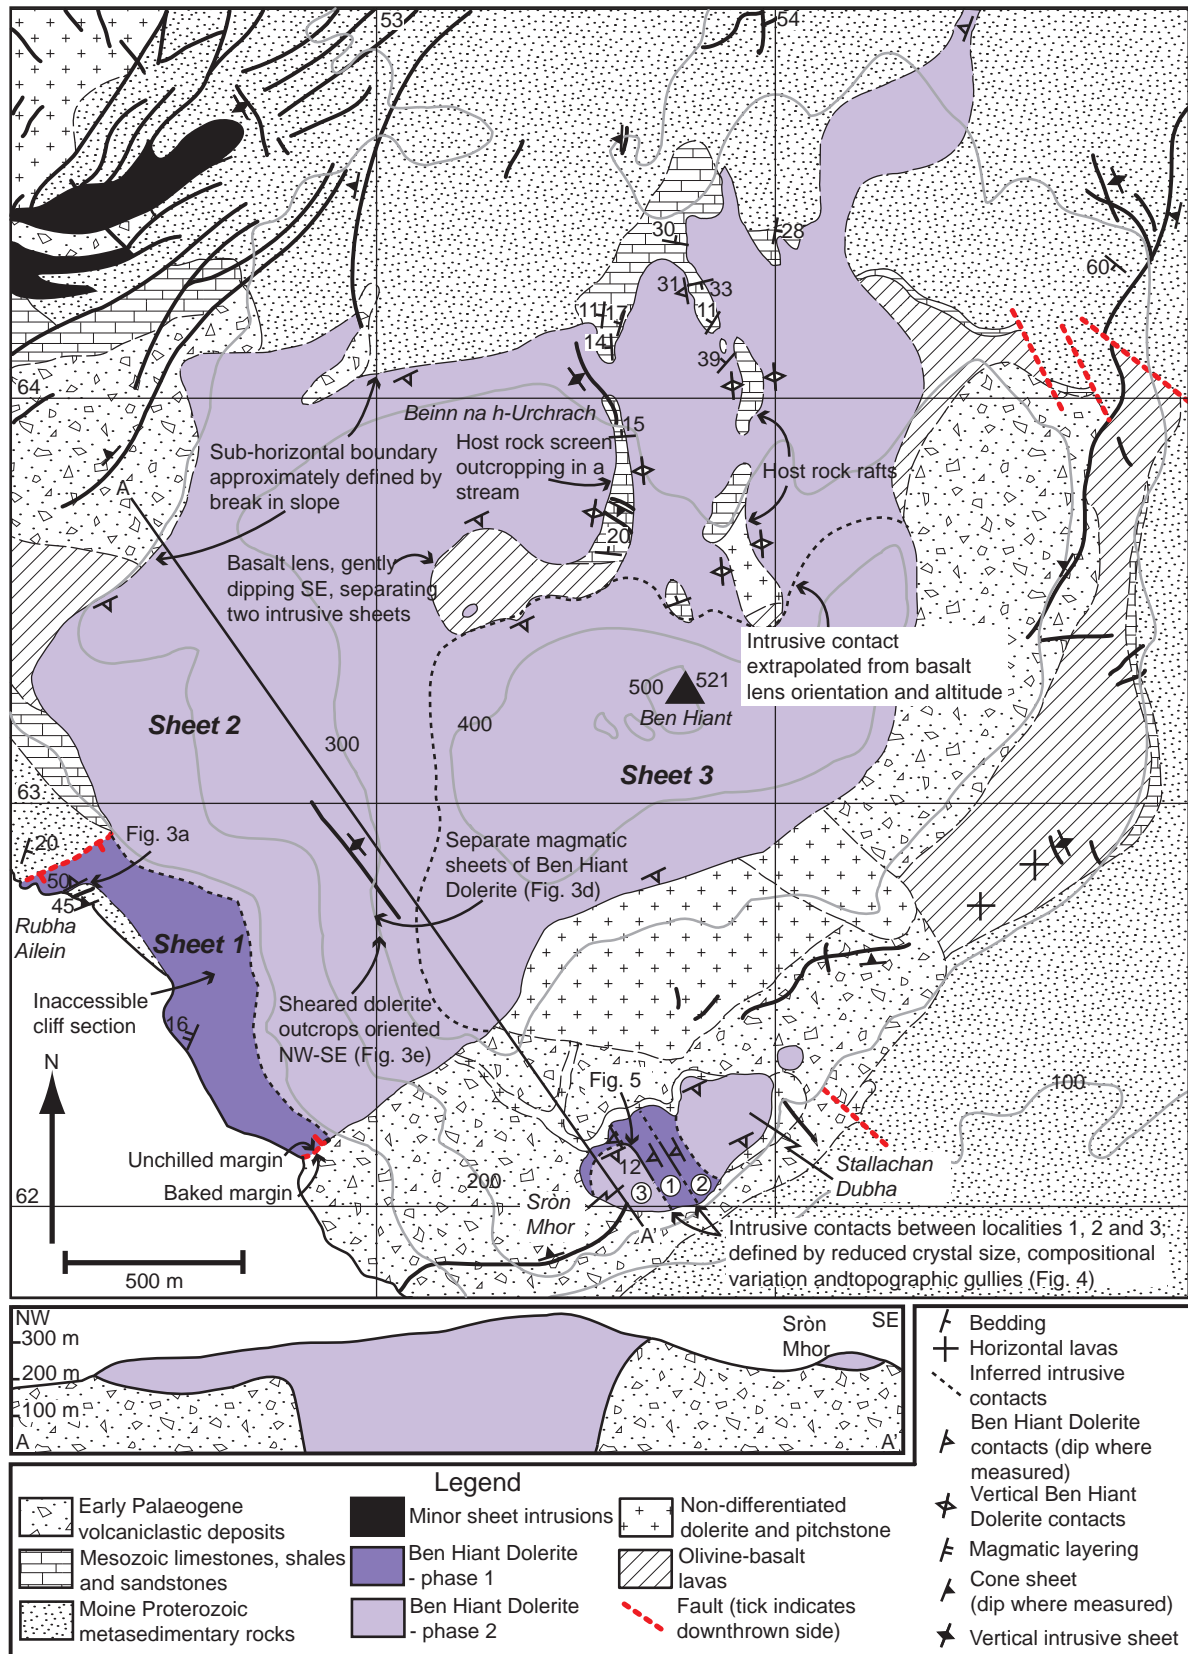 53
54
30
28
60
31
33
11
17
11
14
39
64
Beinn na h-Urchrach
15
Sub-horizontal boundary
approximately defined by
break in slope
Host rock screen
outcropping in a
stream
Host rock rafts
A
20
Basalt lens, gently
dipping SE, separating
two intrusive sheets
Intrusive contact
extrapolated from basalt
lens orientation and altitude
500
521
Ben Hiant
400
Sheet 2
300
Sheet 3
63
20
Fig. 3a
Separate magmatic
sheets of Ben Hiant
Dolerite (Fig. 3d)
50
45
Rubha
Ailein
Sheet 1
Inaccessible
cliff section
16
Sheared dolerite
outcrops oriented
NW-SE (Fig. 3e)
N
Fig. 5
100
Unchilled margin
Baked margin
12
200
3
1
2
Stallachan
Dubha
62
Sròn
Mhor
A'
500 m
Intrusive contacts between localities 1, 2 and 3,
defined by reduced crystal size, compositional
variation andtopographic gullies (Fig. 4)
NW
Sròn
Mhor
SE
300 m
200 m
100 m
A
A'
Bedding
Horizontal lavas
Inferred intrusive
contacts
Ben Hiant Dolerite
contacts (dip where
measured)
Vertical Ben Hiant
Dolerite contacts
Magmatic layering
Cone sheet
(dip where measured)
Vertical intrusive sheet
Legend
Early Palaeogene
volcaniclastic deposits
Mesozoic limestones, shales
and sandstones
Moine Proterozoic
metasedimentary rocks
Minor sheet intrusions
Ben Hiant Dolerite
- phase 1
Ben Hiant Dolerite
- phase 2
Non-differentiated
dolerite and pitchstone
Olivine-basalt
lavas
Fault (tick indicates
downthrown side)